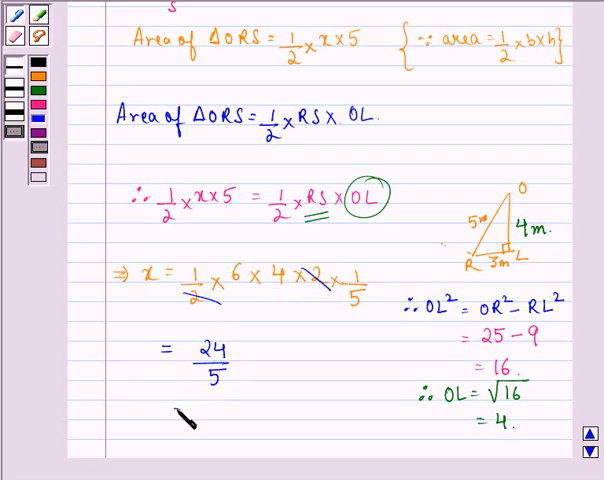 5
Area of ΔORS = 1/2 × x × 5 {∵ area = 1/2 × b × h}
Area of ΔORS = 1/2 × RS × OL.
∴ 1/2 × x × 5 = 1/2 × RS × OL
⇒ x = 1/2 × 6 × 4 × 2 × 1/5
= 24/5
O
5m
4m.
R 3m L
∴ OL² = OR² − RL²
= 25 − 9
= 16.
∴ OL = √16
= 4.